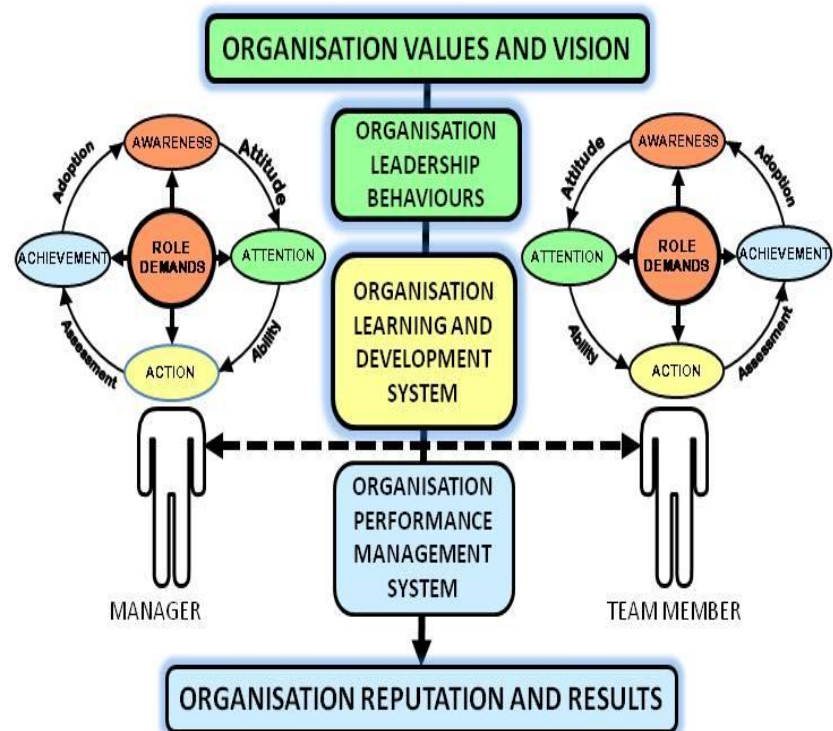 ORGANISATION VALUES AND VISION
ORGANISATION
LEADERSHIP
BEHAVIOURS
AWARENESS
Adoption
Attitude
ACHIEVEMENT
ROLE
DEMANDS
ATTENTION
Assessment
Ability
ACTION
MANAGER
ORGANISATION
LEARNING AND
DEVELOPMENT
SYSTEM
AWARENESS
Attitude
Adoption
ATTENTION
ROLE
DEMANDS
ACHIEVEMENT
Ability
Assessment
ACTION
TEAM MEMBER
ORGANISATION
PERFORMANCE
MANAGEMENT
SYSTEM
ORGANISATION REPUTATION AND RESULTS